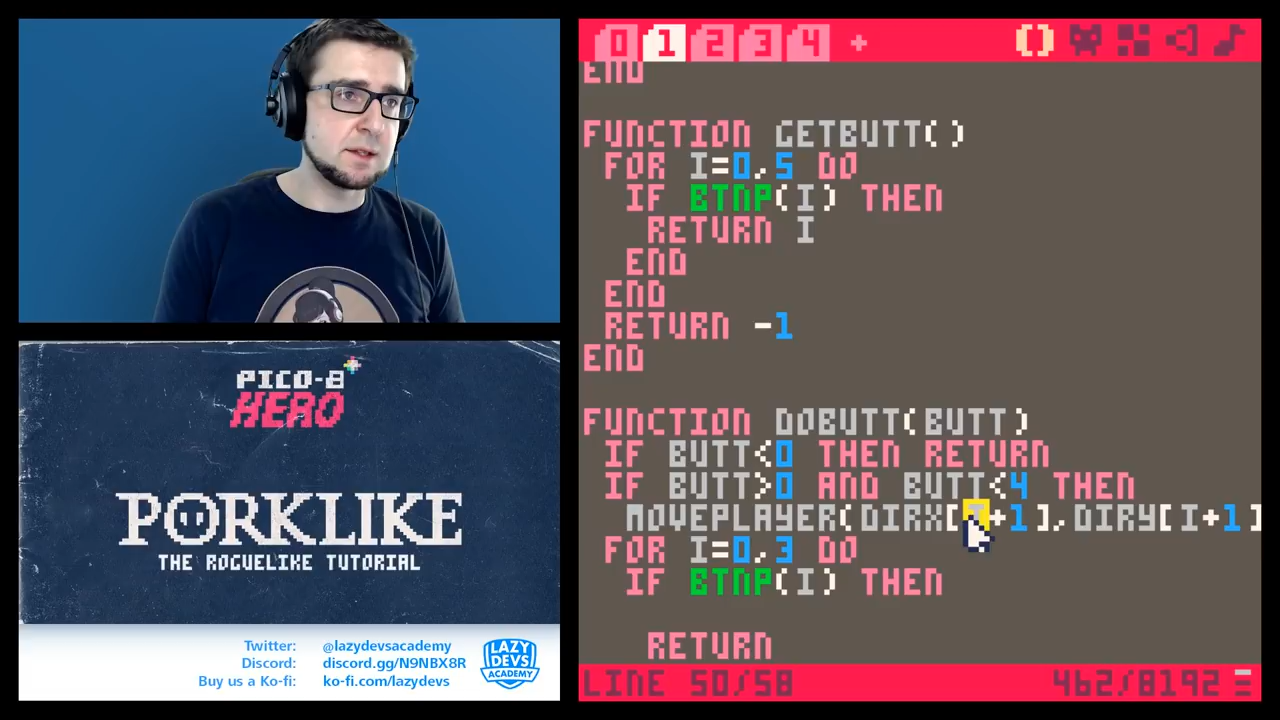 0 1 2 3 4 +
END
FUNCTION GETBUTT()
FOR I=0,5 DO
IF BTNP(I) THEN
RETURN I
END
END
RETURN -1
END
FUNCTION DOBUTT(BUTT)
IF BUTT<0 THEN RETURN
IF BUTT>0 AND BUTT<4 THEN
MOVEPLAYER(DIRX[I+1],DIRY[I+1]
FOR I=0,3 DO
IF BTNP(I) THEN
RETURN
LINE 50/58
462/8192
PICO-8
HERO
PORKLIKE
THE ROGUELIKE TUTORIAL
Twitter: @lazydevsacademy
Discord: discord.gg/N9NBX8R
Buy us a Ko-fi: ko-fi.com/lazydevs
LAZY
DEVS
ACADEMY